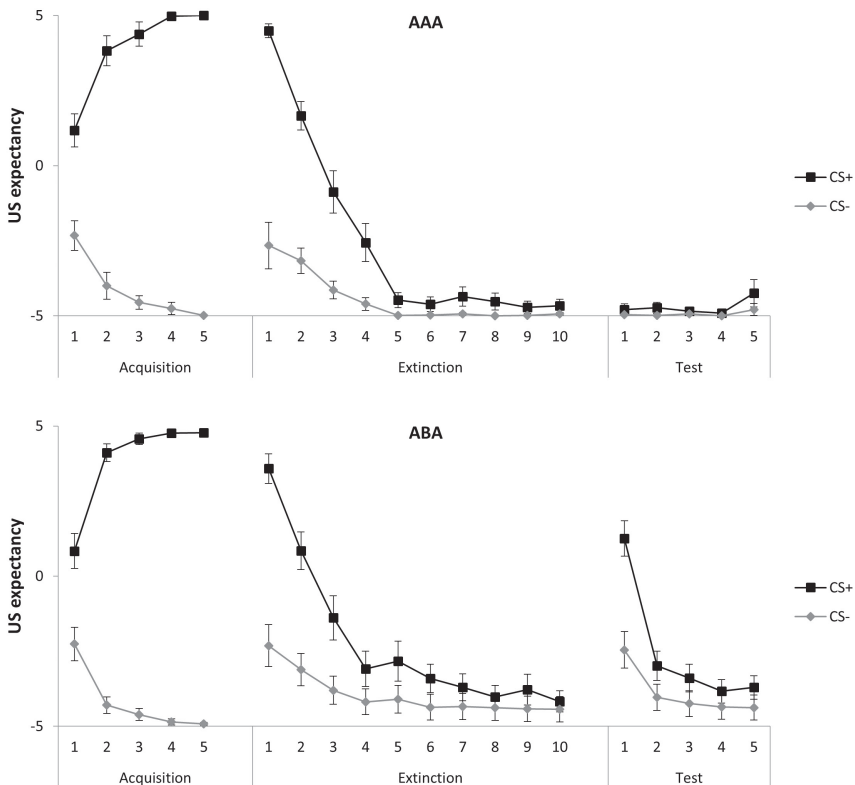 AAA
US expectancy
5
0
-5
1 2 3 4 5 1 2 3 4 5 6 7 8 9 10 1 2 3 4 5
Acquisition Extinction Test
CS+
CS-
ABA
US expectancy
5
0
-5
1 2 3 4 5 1 2 3 4 5 6 7 8 9 10 1 2 3 4 5
Acquisition Extinction Test
CS+
CS-